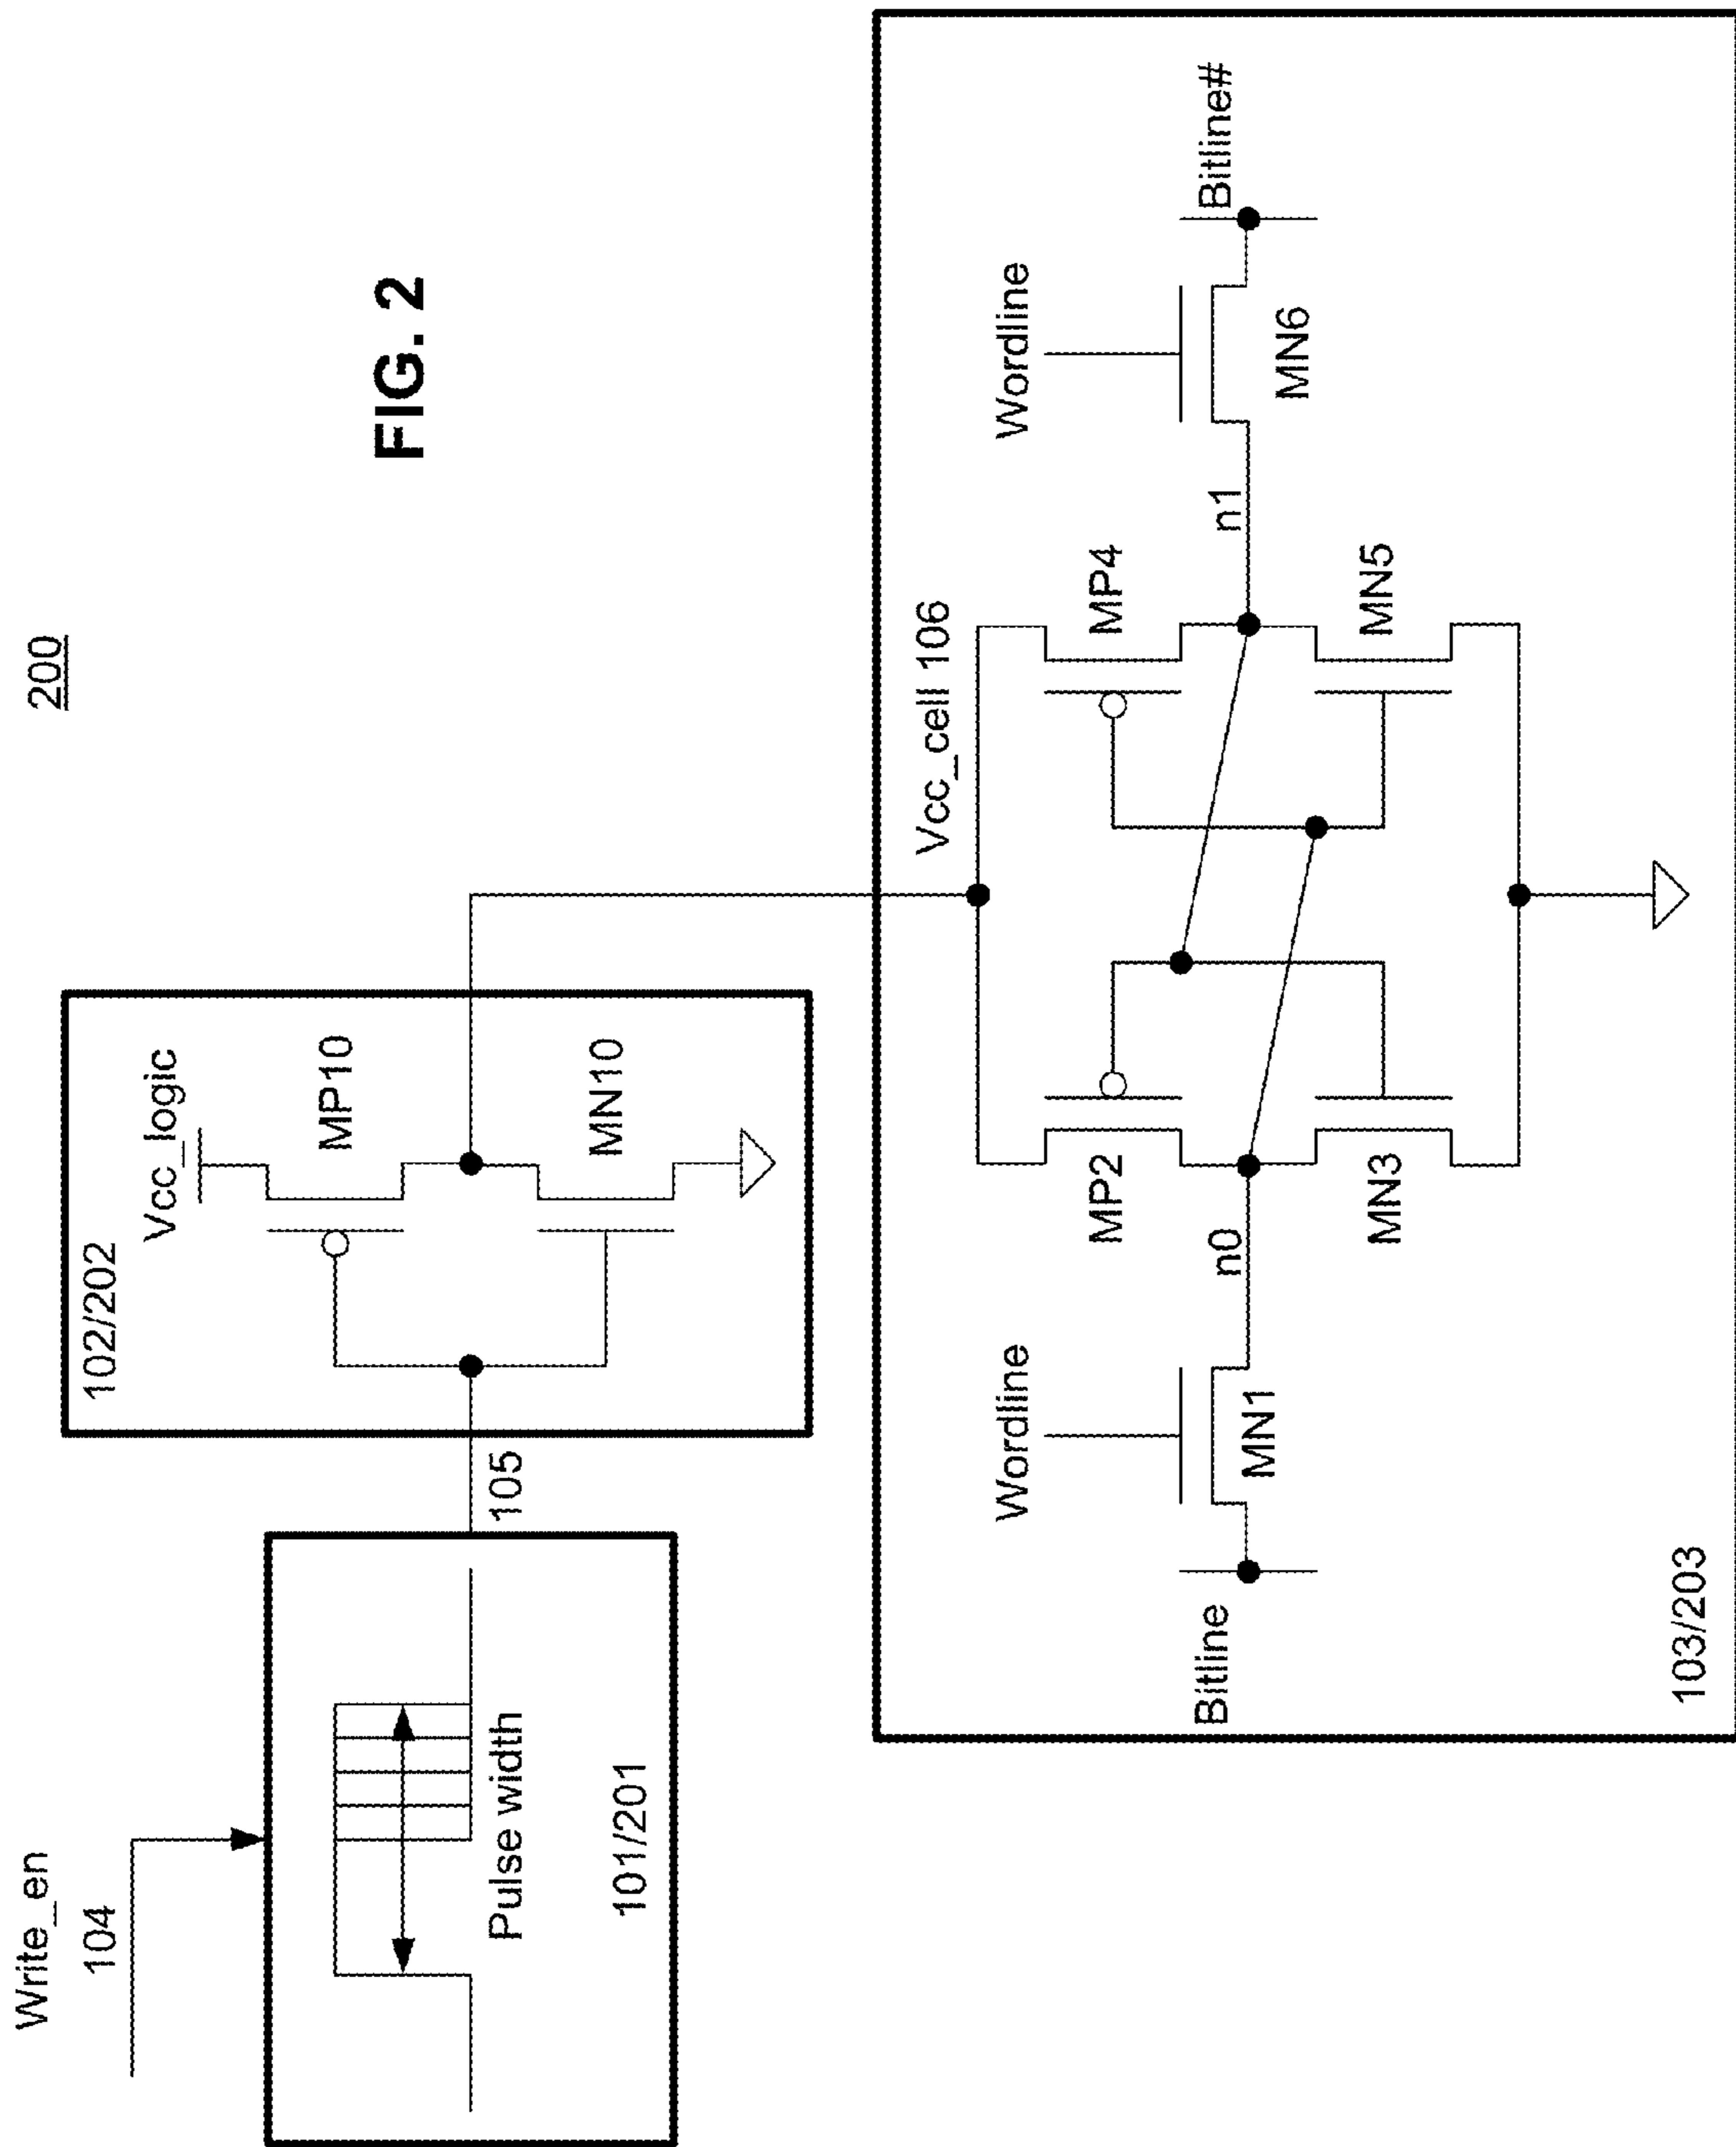 200
FIG. 2
Write_en
104
Pulse width
101/201
105
102/202
Vcc_logic
MP10
MN10
Vcc_cell 106
Wordline
Wordline
MP2
MP4
n0
n1
Bitline
Bitline#
MN1
MN6
MN3
MN5
103/203